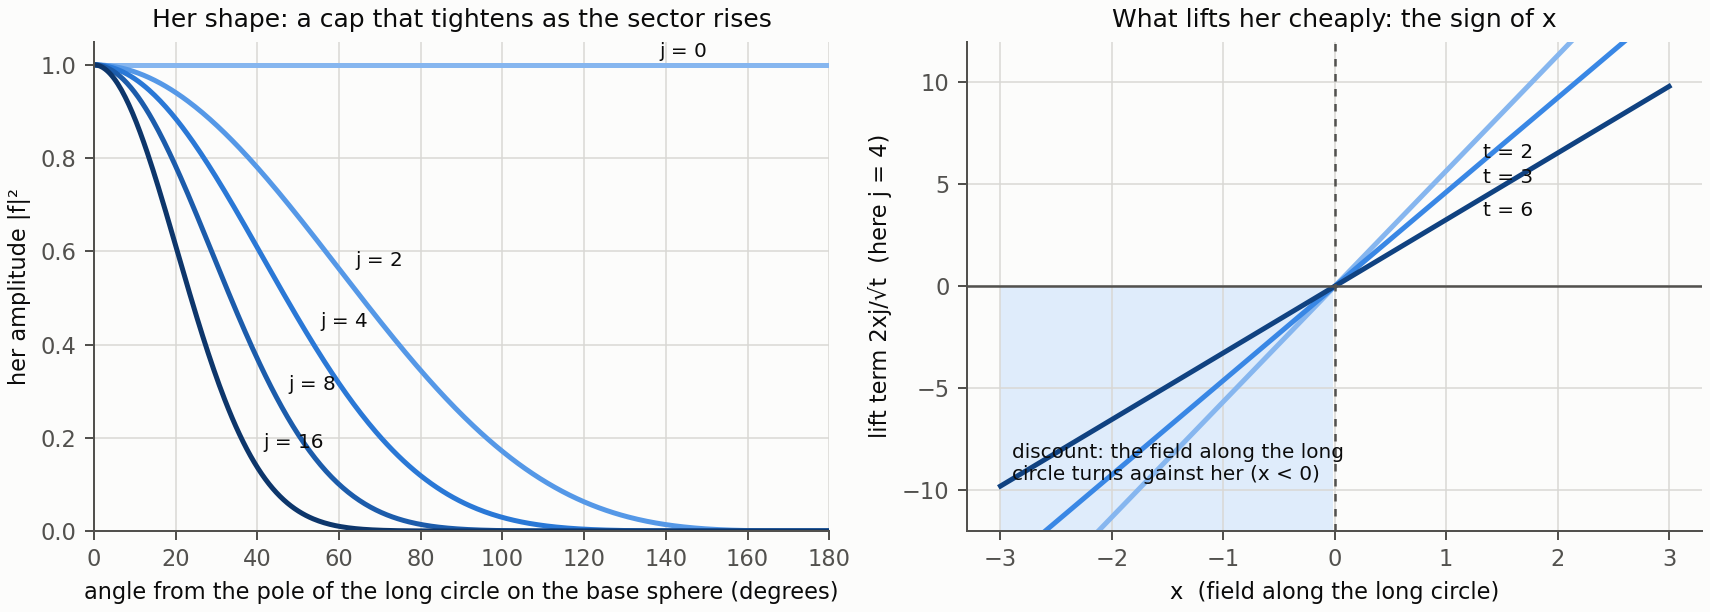 Her shape: a cap that tightens as the sector rises
her amplitude |f|²
1.0
0.8
0.6
0.4
0.2
0.0
j = 0
j = 2
j = 4
j = 8
j = 16
0 20 40 60 80 100 120 140 160 180
angle from the pole of the long circle on the base sphere (degrees)
What lifts her cheaply: the sign of x
lift term 2xj/√t (here j = 4)
10
5
0
−5
−10
t = 2
t = 3
t = 6
discount: the field along the long
circle turns against her (x < 0)
−3 −2 −1 0 1 2 3
x (field along the long circle)